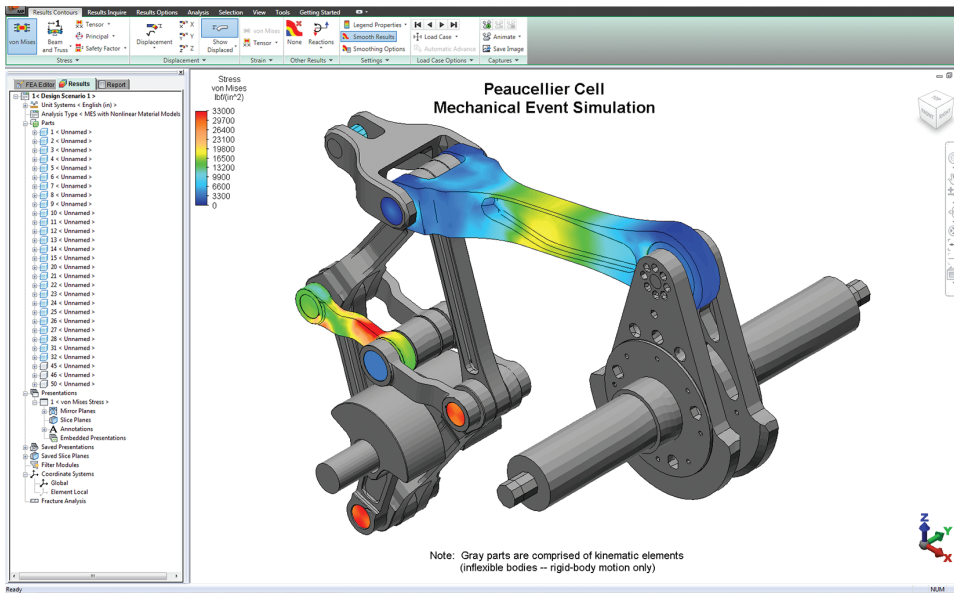 Results Contours Results Inquire Results Options Analysis Selection View Tools Getting Started
von Mises
Beam and Truss
Tensor
Principal
Safety Factor
Stress
Displacement
X
Y
Z
Show Displaced
Displacement
von Mises
Tensor
Strain
None
Reactions
Other Results
Legend Properties
Smooth Results
Smoothing Options
Settings
Load Case
Automatic Advance
Load Case Options
Animate
Save Image
Captures
FEA Editor Results Report
1< Design Scenario 1 >
Unit Systems < English (in) >
Analysis Type < MES with Nonlinear Material Models
Parts
1 < Unnamed >
2 < Unnamed >
3 < Unnamed >
4 < Unnamed >
5 < Unnamed >
6 < Unnamed >
7 < Unnamed >
8 < Unnamed >
9 < Unnamed >
10 < Unnamed >
11 < Unnamed >
12 < Unnamed >
13 < Unnamed >
14 < Unnamed >
15 < Unnamed >
20 < Unnamed >
21 < Unnamed >
22 < Unnamed >
23 < Unnamed >
24 < Unnamed >
25 < Unnamed >
26 < Unnamed >
27 < Unnamed >
28 < Unnamed >
31 < Unnamed >
32 < Unnamed >
45 < Unnamed >
46 < Unnamed >
50 < Unnamed >
Presentations
1 < von Mises Stress >
Mirror Planes
Slice Planes
Annotations
Embedded Presentations
Saved Presentations
Saved Slice Planes
Filter Modules
Coordinate Systems
Global
Element Local
Fracture Analysis
Stress
von Mises
lbf/(in^2)
33000
29700
26400
23100
19800
16500
13200
9900
6600
3300
0
Peaucellier Cell
Mechanical Event Simulation
FRONT RIGHT
Note: Gray parts are comprised of kinematic elements
(inflexible bodies -- rigid-body motion only)
Z
Y
X
Ready NUM